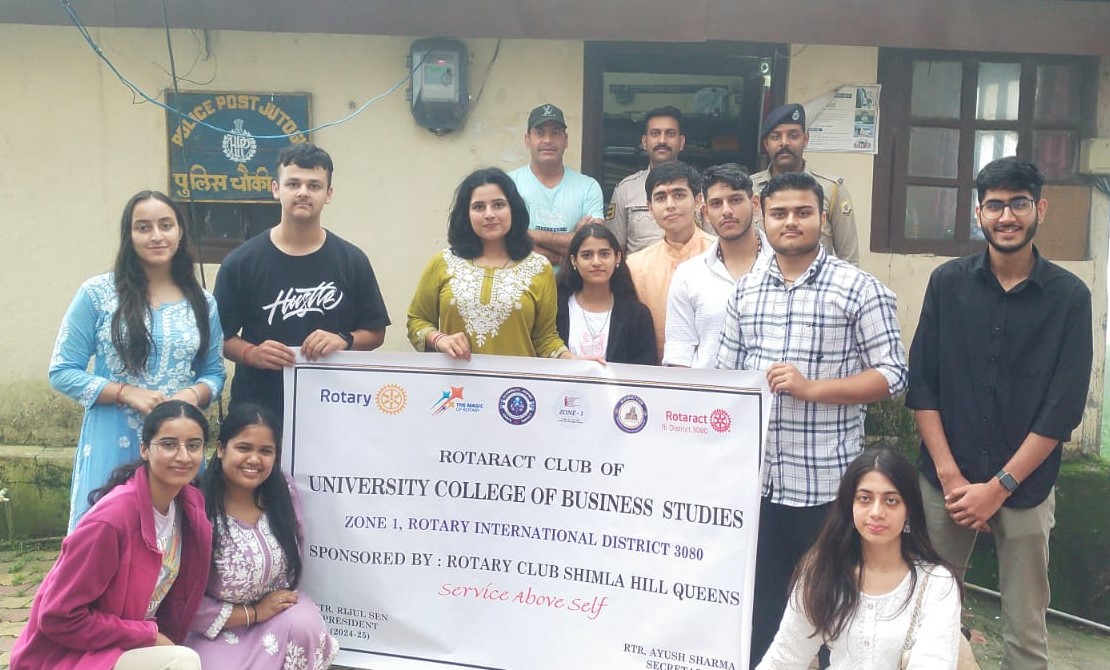 POLICE POST JUTOGH
पुलिस चौकी
Hustle
Rotary
THE MAGIC
OF ROTARY
ZONE - 1
Rotaract
RI District 3080
ROTARACT CLUB OF
UNIVERSITY COLLEGE OF BUSINESS STUDIES
ZONE 1, ROTARY INTERNATIONAL DISTRICT 3080
SPONSORED BY : ROTARY CLUB SHIMLA HILL QUEENS
Service Above Self
RTR. RIJUL SEN
PRESIDENT
(2024-25)
RTR. AYUSH SHARMA